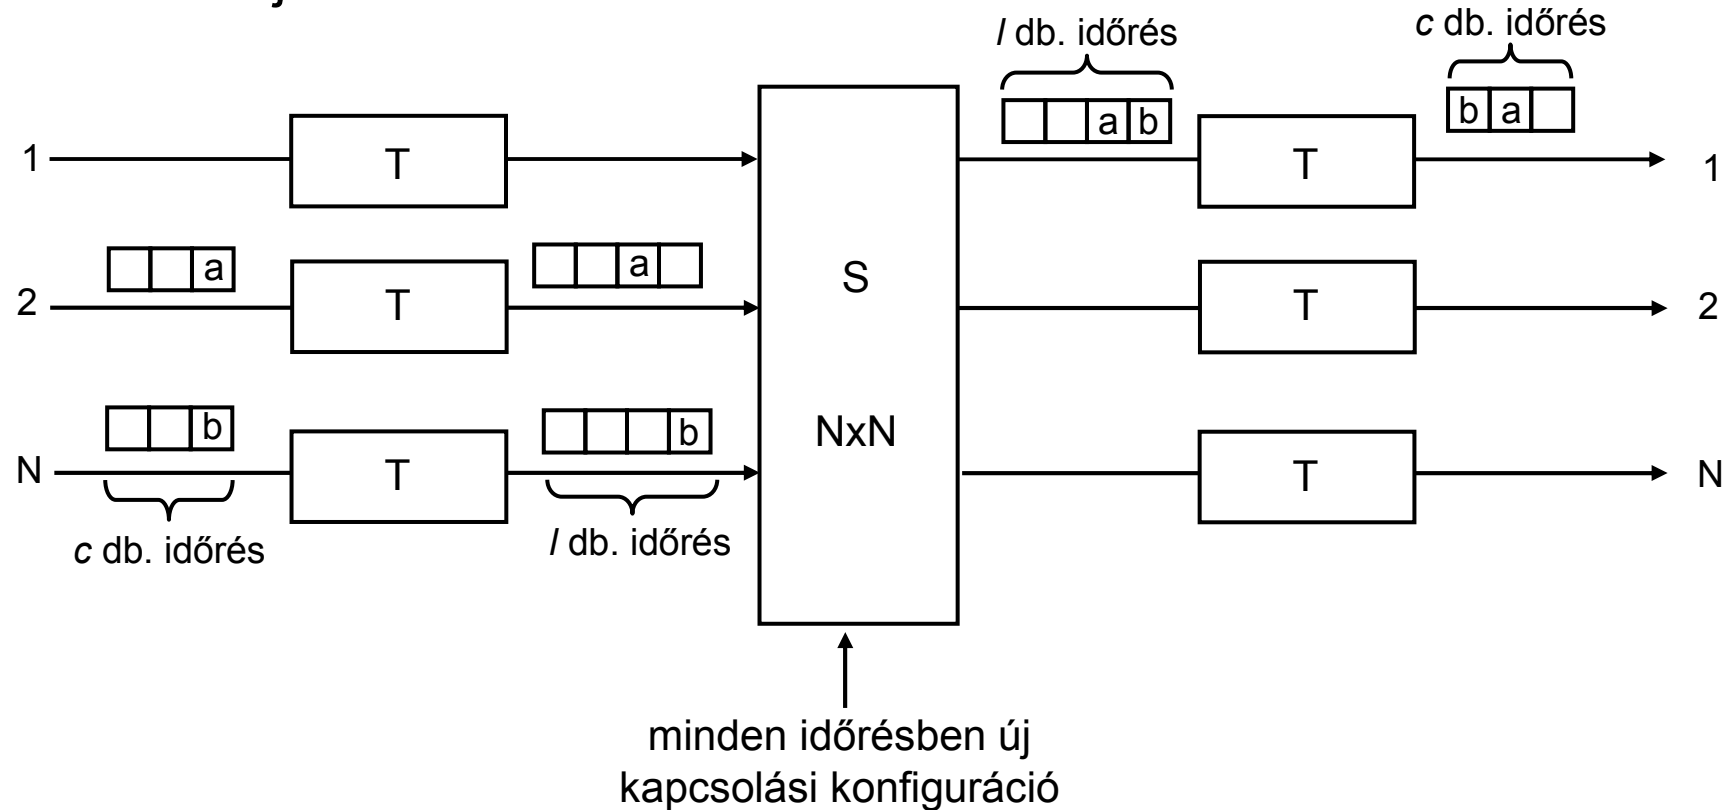 l db. időrés
c db. időrés
a b
b a
1 T T 1
a
a
2 T S T 2
b
b
NxN
N T T N
c db. időrés
l db. időrés
minden időrésben új
kapcsolási konfiguráció